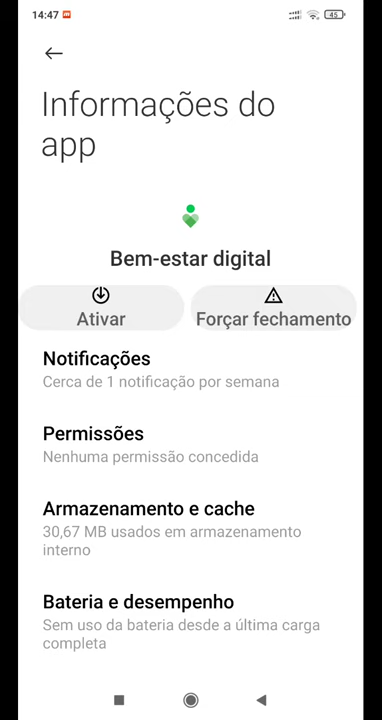 14:47
45
Informações do
app
Bem-estar digital
Ativar
Forçar fechamento
Notificações
Cerca de 1 notificação por semana
Permissões
Nenhuma permissão concedida
Armazenamento e cache
30,67 MB usados em armazenamento
interno
Bateria e desempenho
Sem uso da bateria desde a última carga
completa